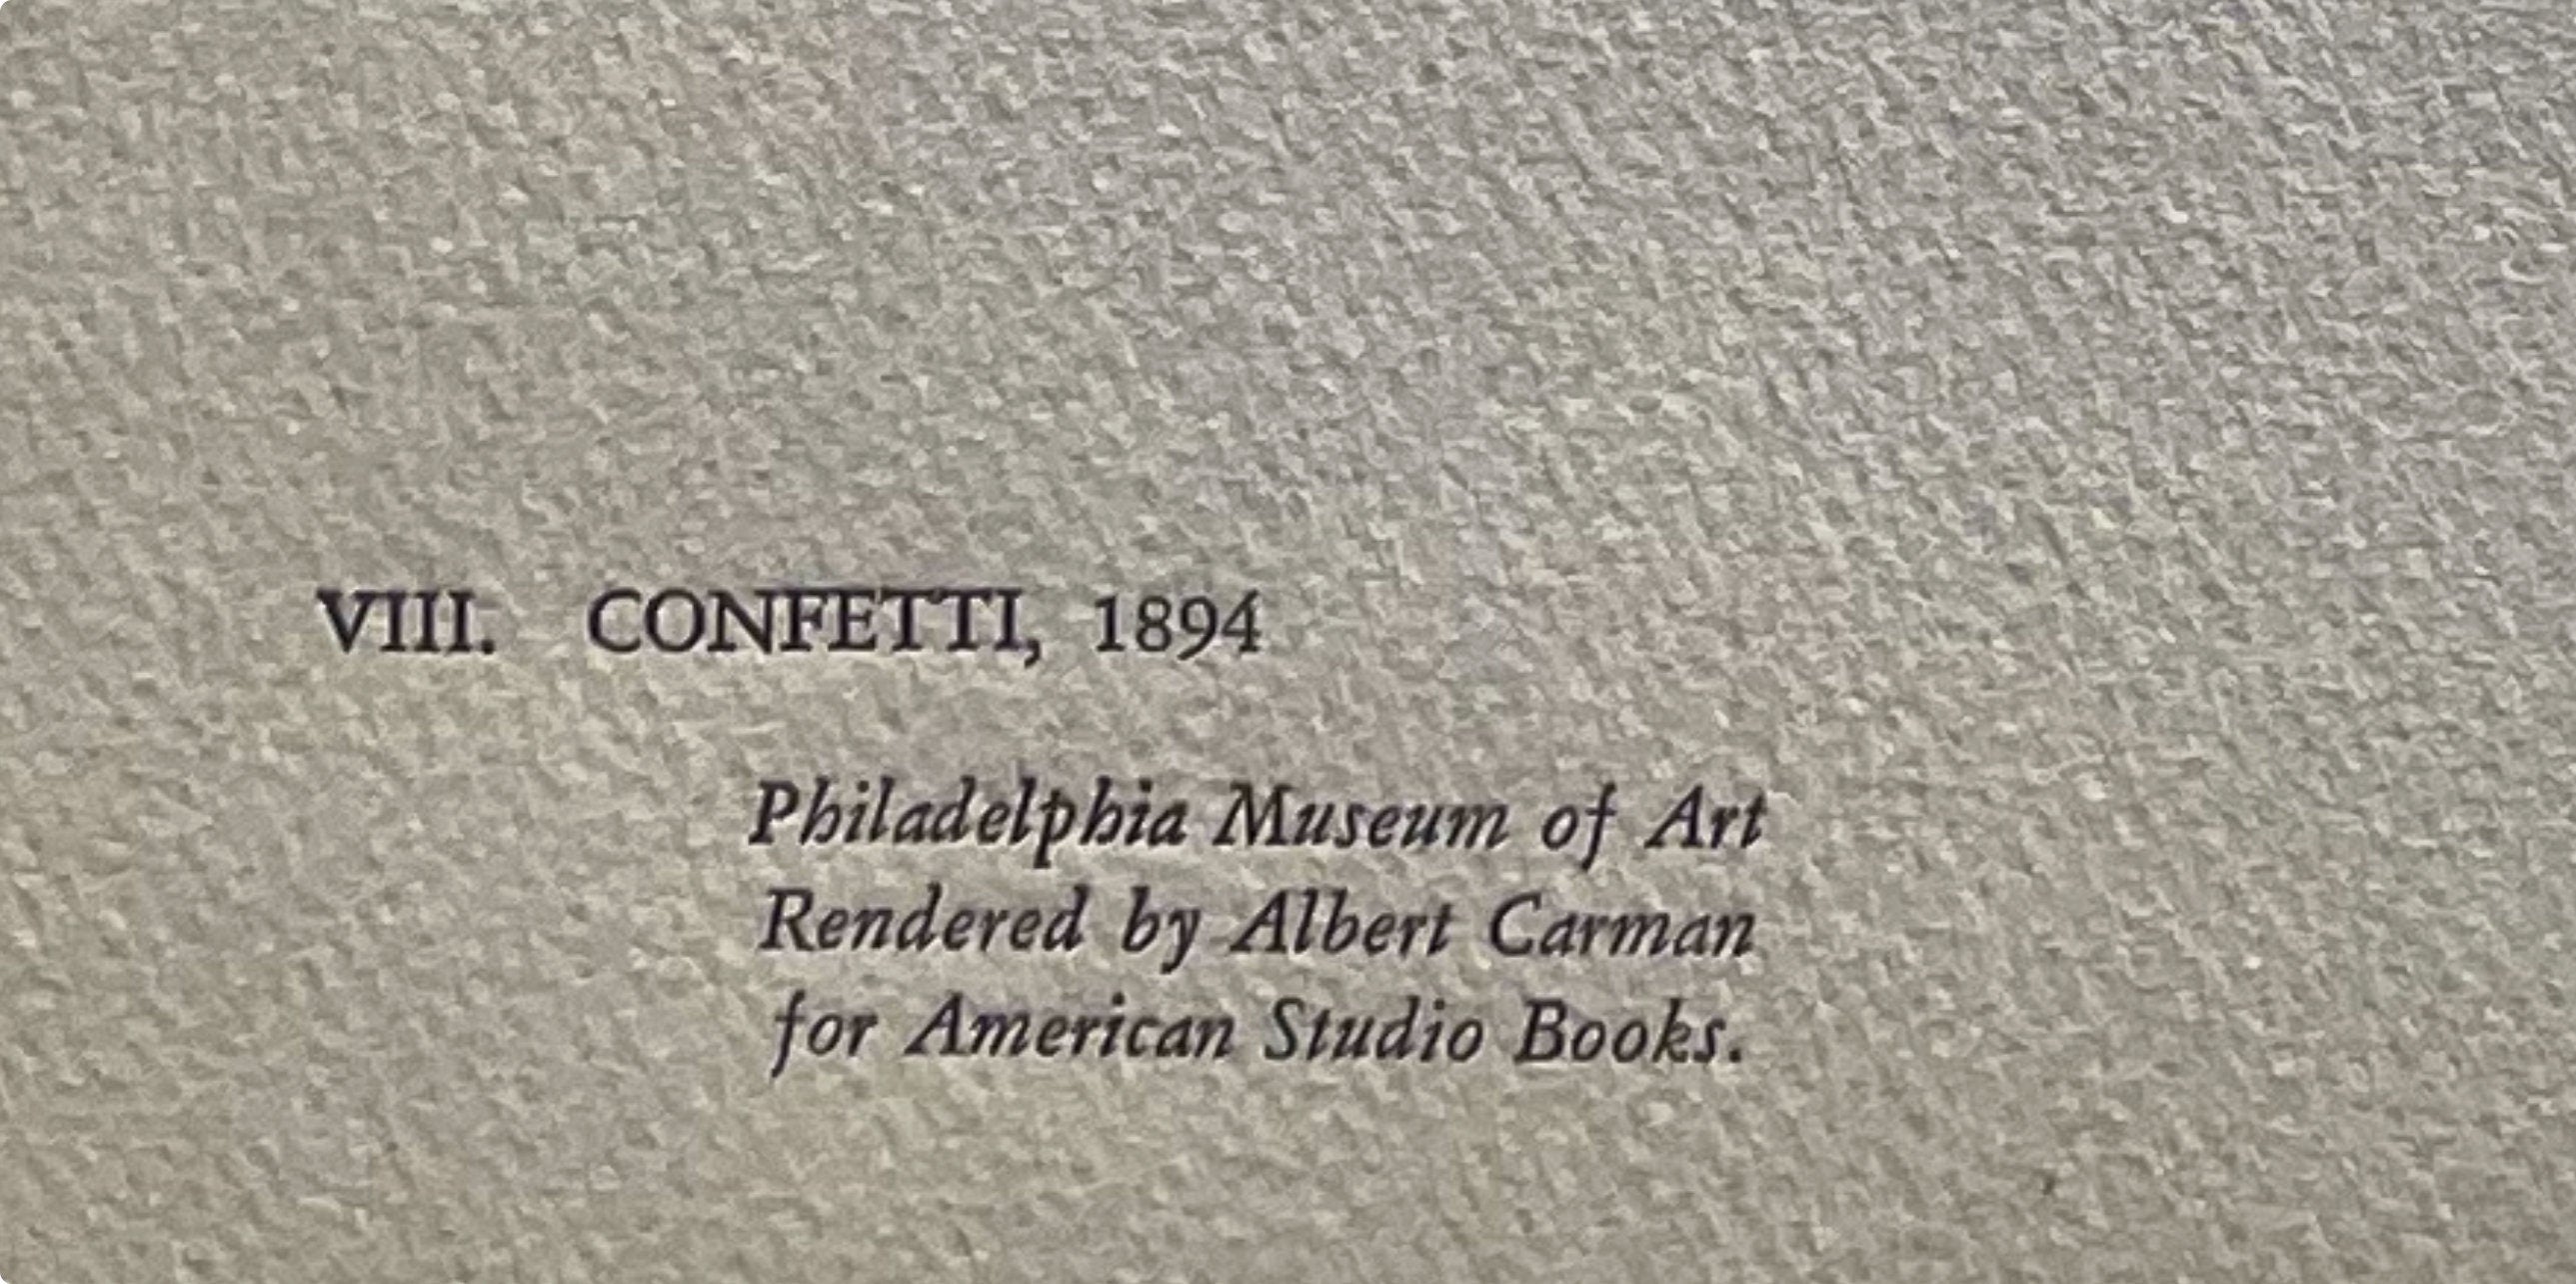 VIII. CONFETTI, 1894
Philadelphia Museum of Art
Rendered by Albert Carman
for American Studio Books.